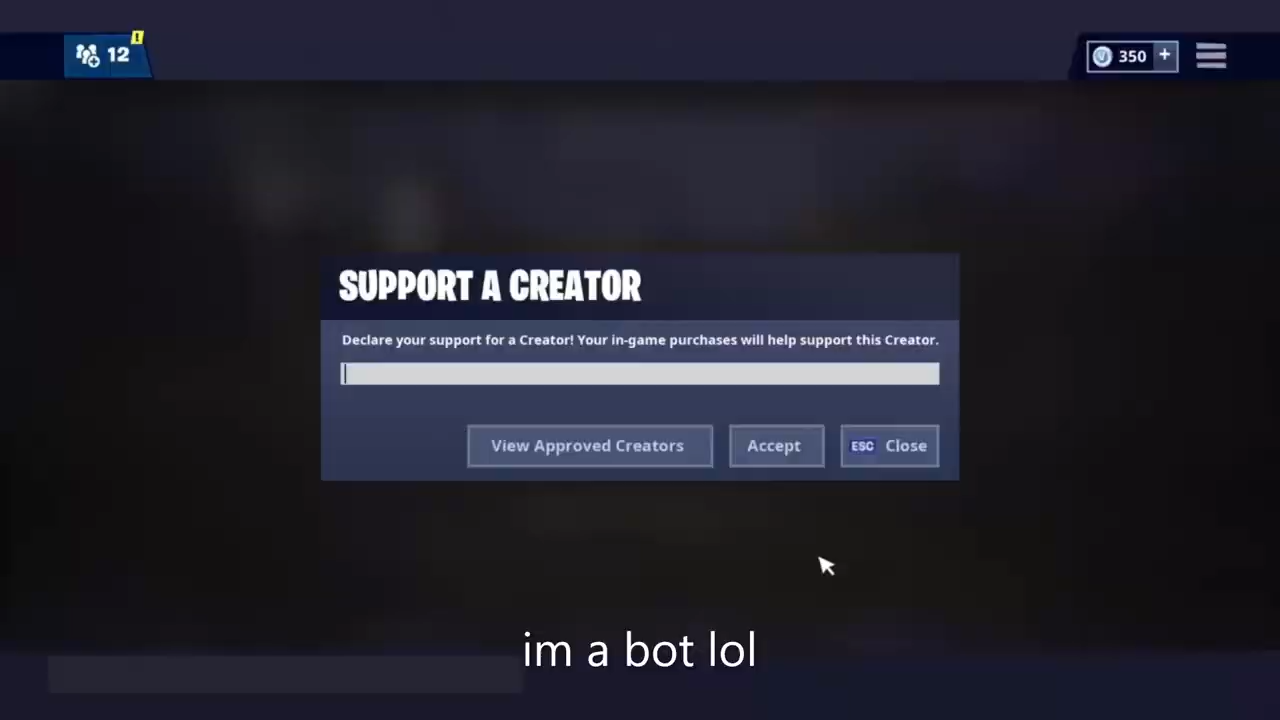 !
12
350 +
SUPPORT A CREATOR
Declare your support for a Creator! Your in-game purchases will help support this Creator.
View Approved Creators
Accept
ESC Close
im a bot lol